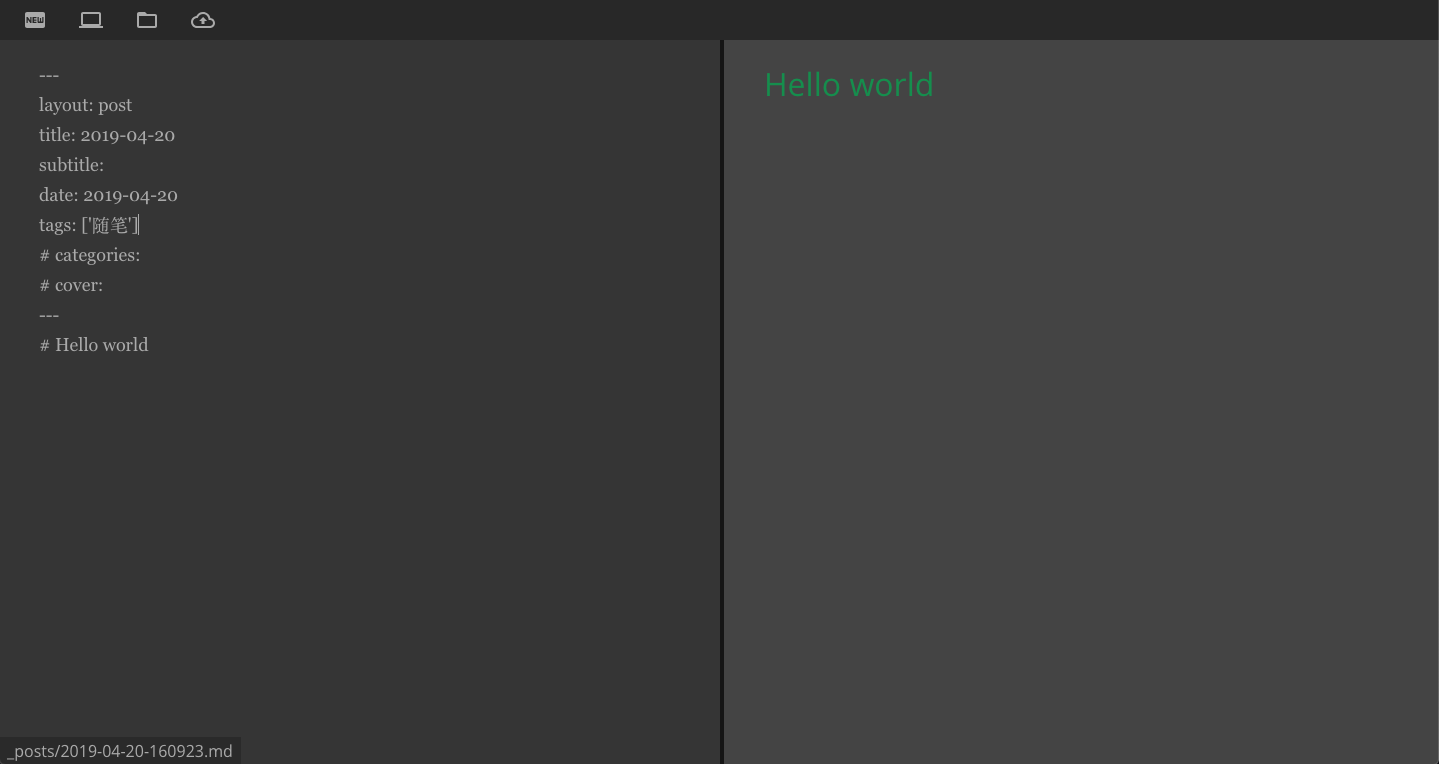 NEW
---
layout: post
title: 2019-04-20
subtitle:
date: 2019-04-20
tags: ['随笔']
# categories:
# cover:
---
# Hello world
Hello world
_posts/2019-04-20-160923.md